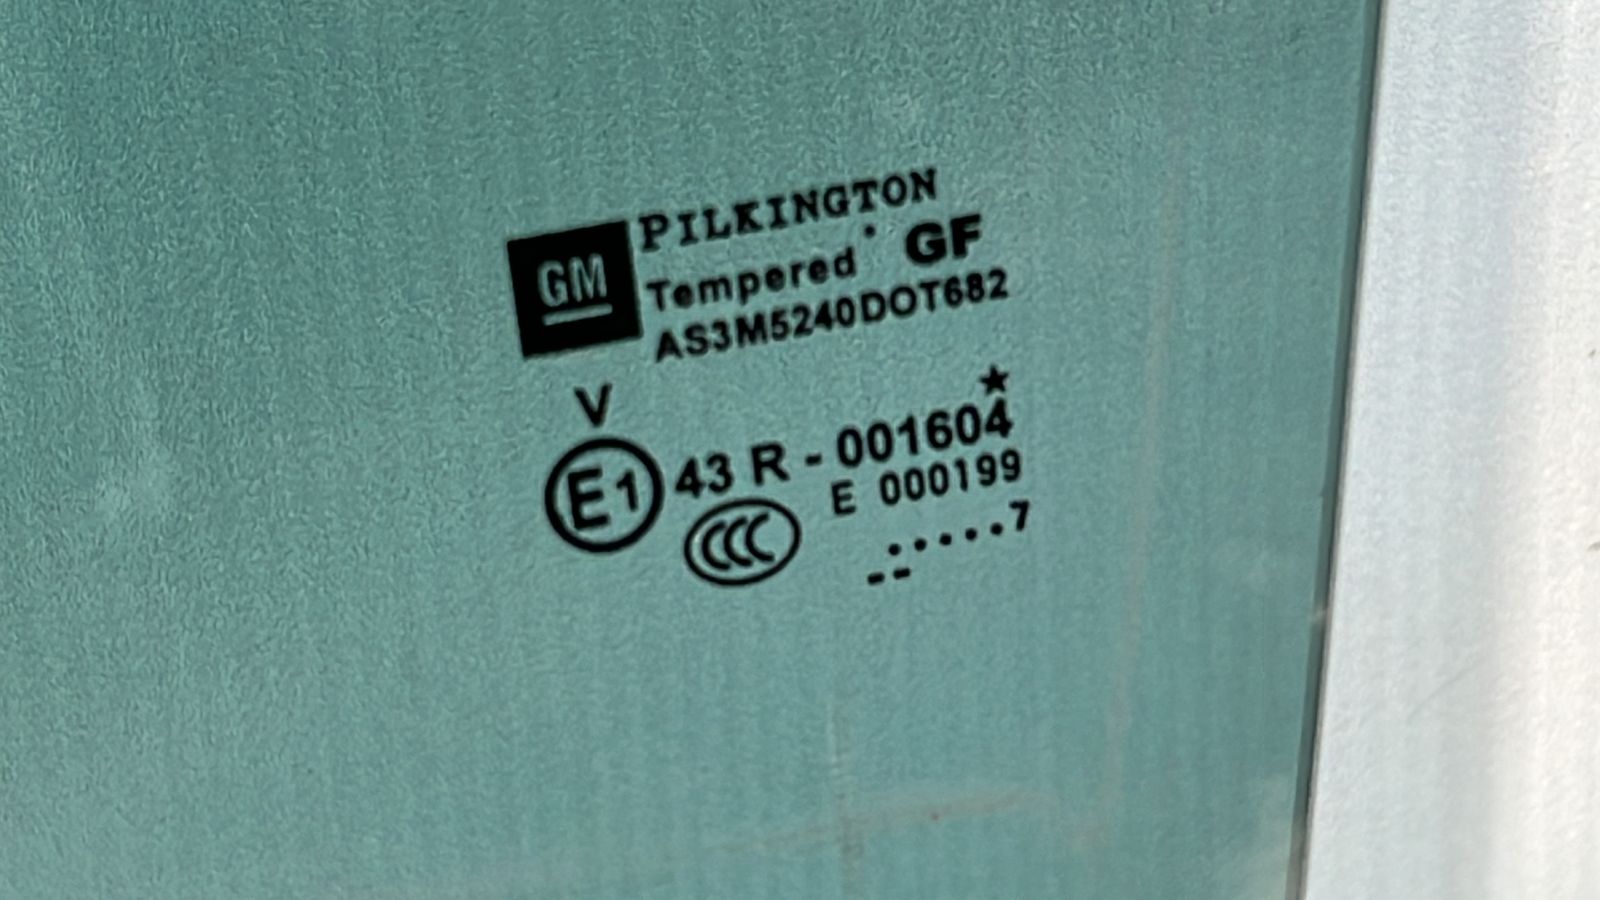 PILKINGTON
GM
Tempered GF
AS3M5240DOT682
V
E1 43 R - 001604
E 000199
CCC
.....7
--